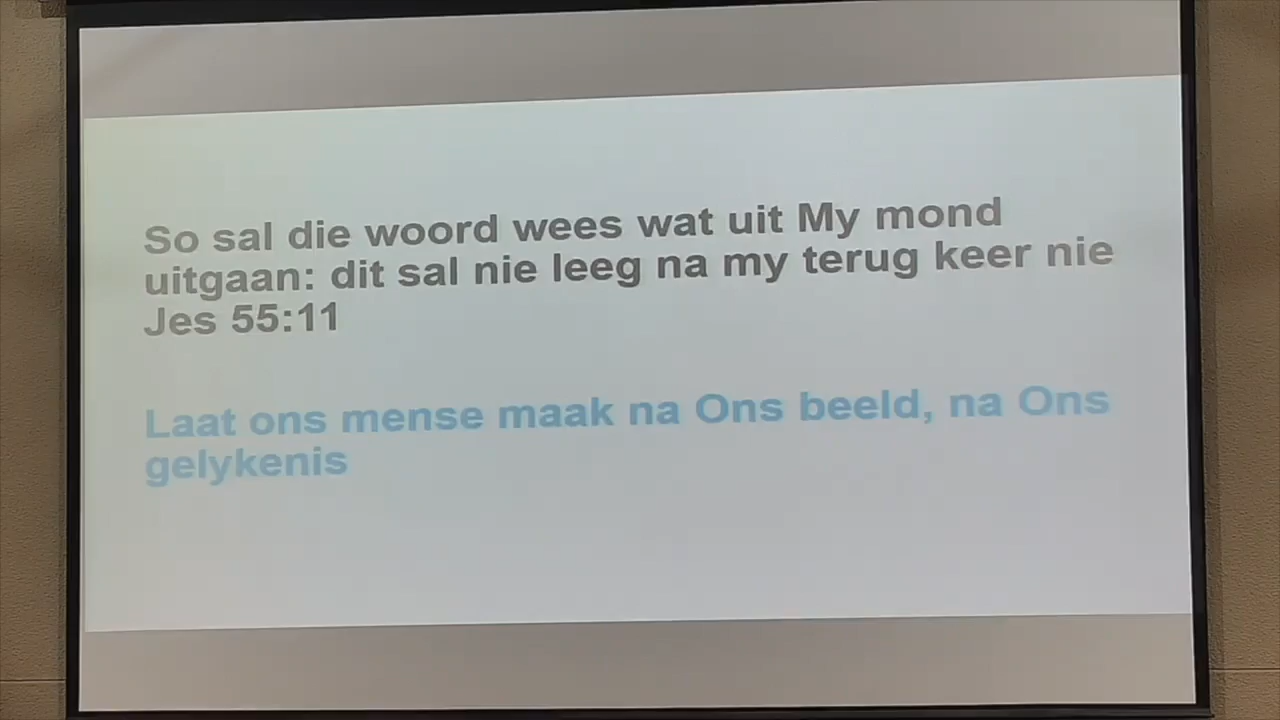 So sal die woord wees wat uit My mond
uitgaan: dit sal nie leeg na my terug keer nie
Jes 55:11
Laat ons mense maak na Ons beeld, na Ons
gelykenis